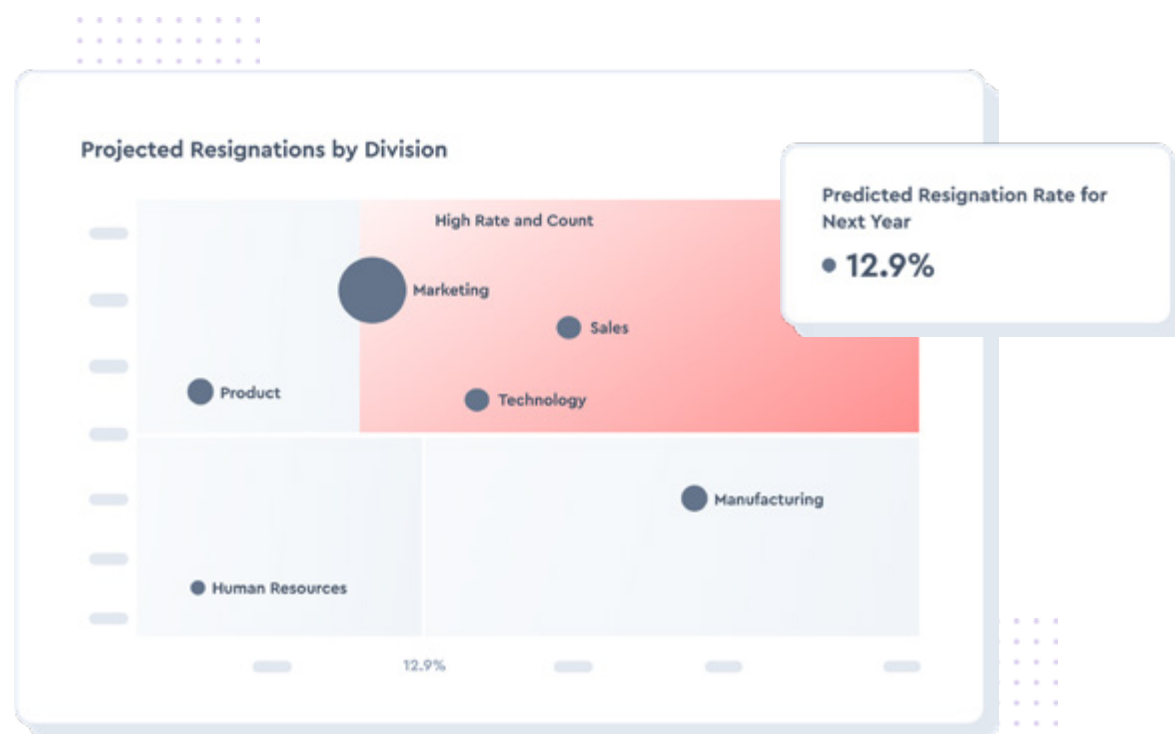 Projected Resignations by Division
Predicted Resignation Rate for
Next Year
12.9%
High Rate and Count
Marketing
Sales
Product
Technology
Manufacturing
Human Resources
12.9%